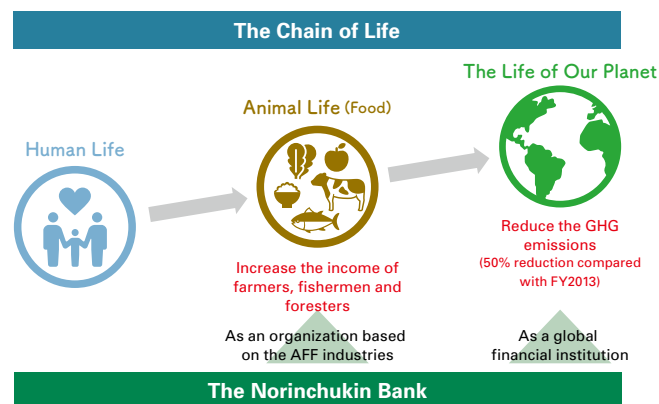 The Chain of Life
The Life of Our Planet
Animal Life (Food)
Human Life
Reduce the GHG
emissions
(50% reduction compared
with FY2013)
Increase the income of
farmers, fishermen and
foresters
As an organization based
on the AFF industries
As a global
financial institution
The Norinchukin Bank